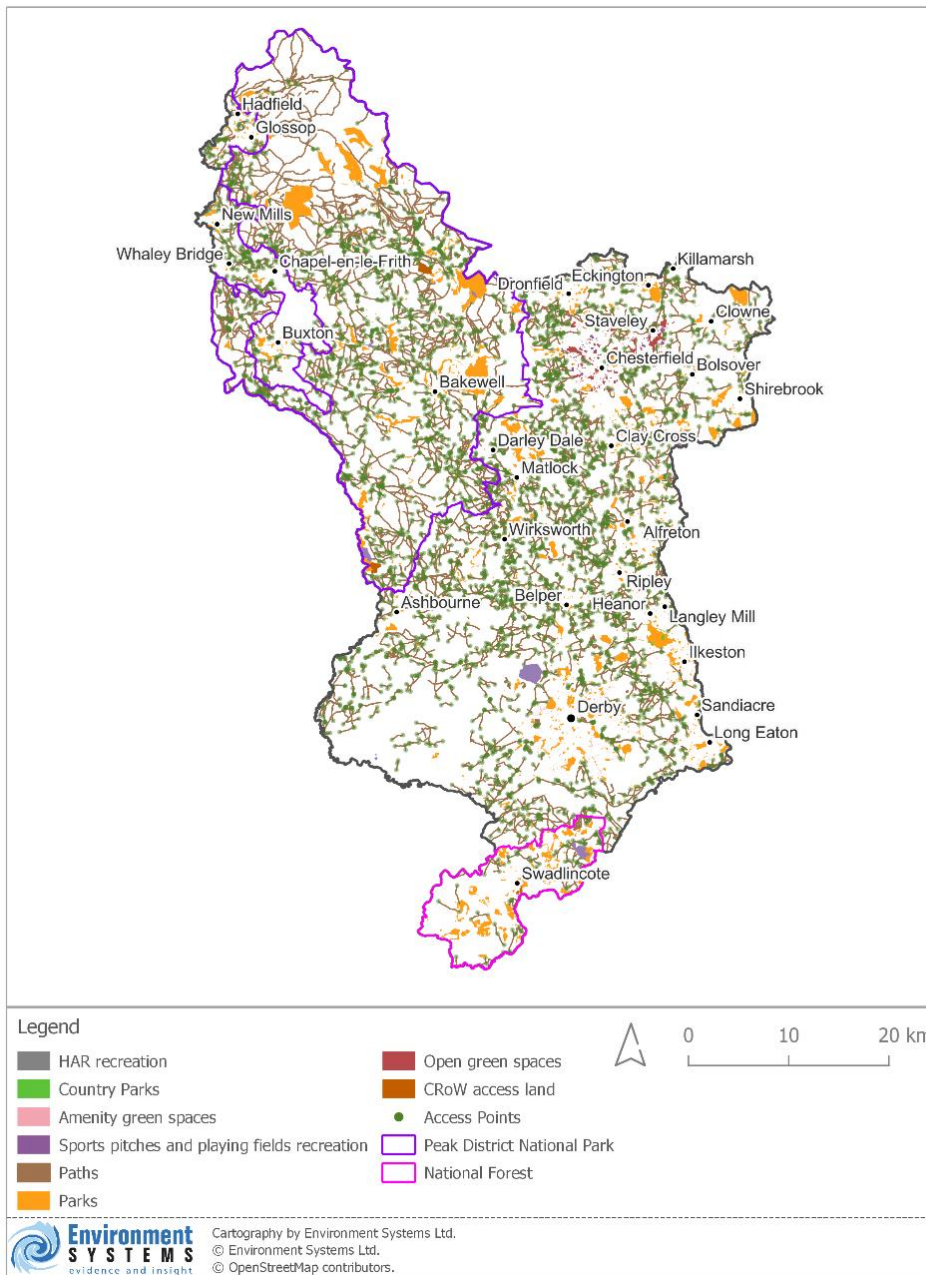 Hadfield
Glossop
New Mills
Whaley Bridge
Chapel-en-le-Frith
Killamarsh
Eckington
Dronfield
Clowne
Staveley
Buxton
Chesterfield
Bolsover
Bakewell
Shirebrook
Darley Dale
Clay Cross
Matlock
Wirksworth
Alfreton
Ripley
Belper
Heanor
Ashbourne
Langley Mill
Ilkeston
Derby
Sandiacre
Long Eaton
Swadlincote
Legend
0 10 20 km
HAR recreation
Country Parks
Amenity green spaces
Sports pitches and playing fields recreation
Paths
Parks
Open green spaces
CRoW access land
Access Points
Peak District National Park
National Forest
Environment
SYSTEMS
evidence and insight
Cartography by Environment Systems Ltd.
© Environment Systems Ltd.
© OpenStreetMap contributors.